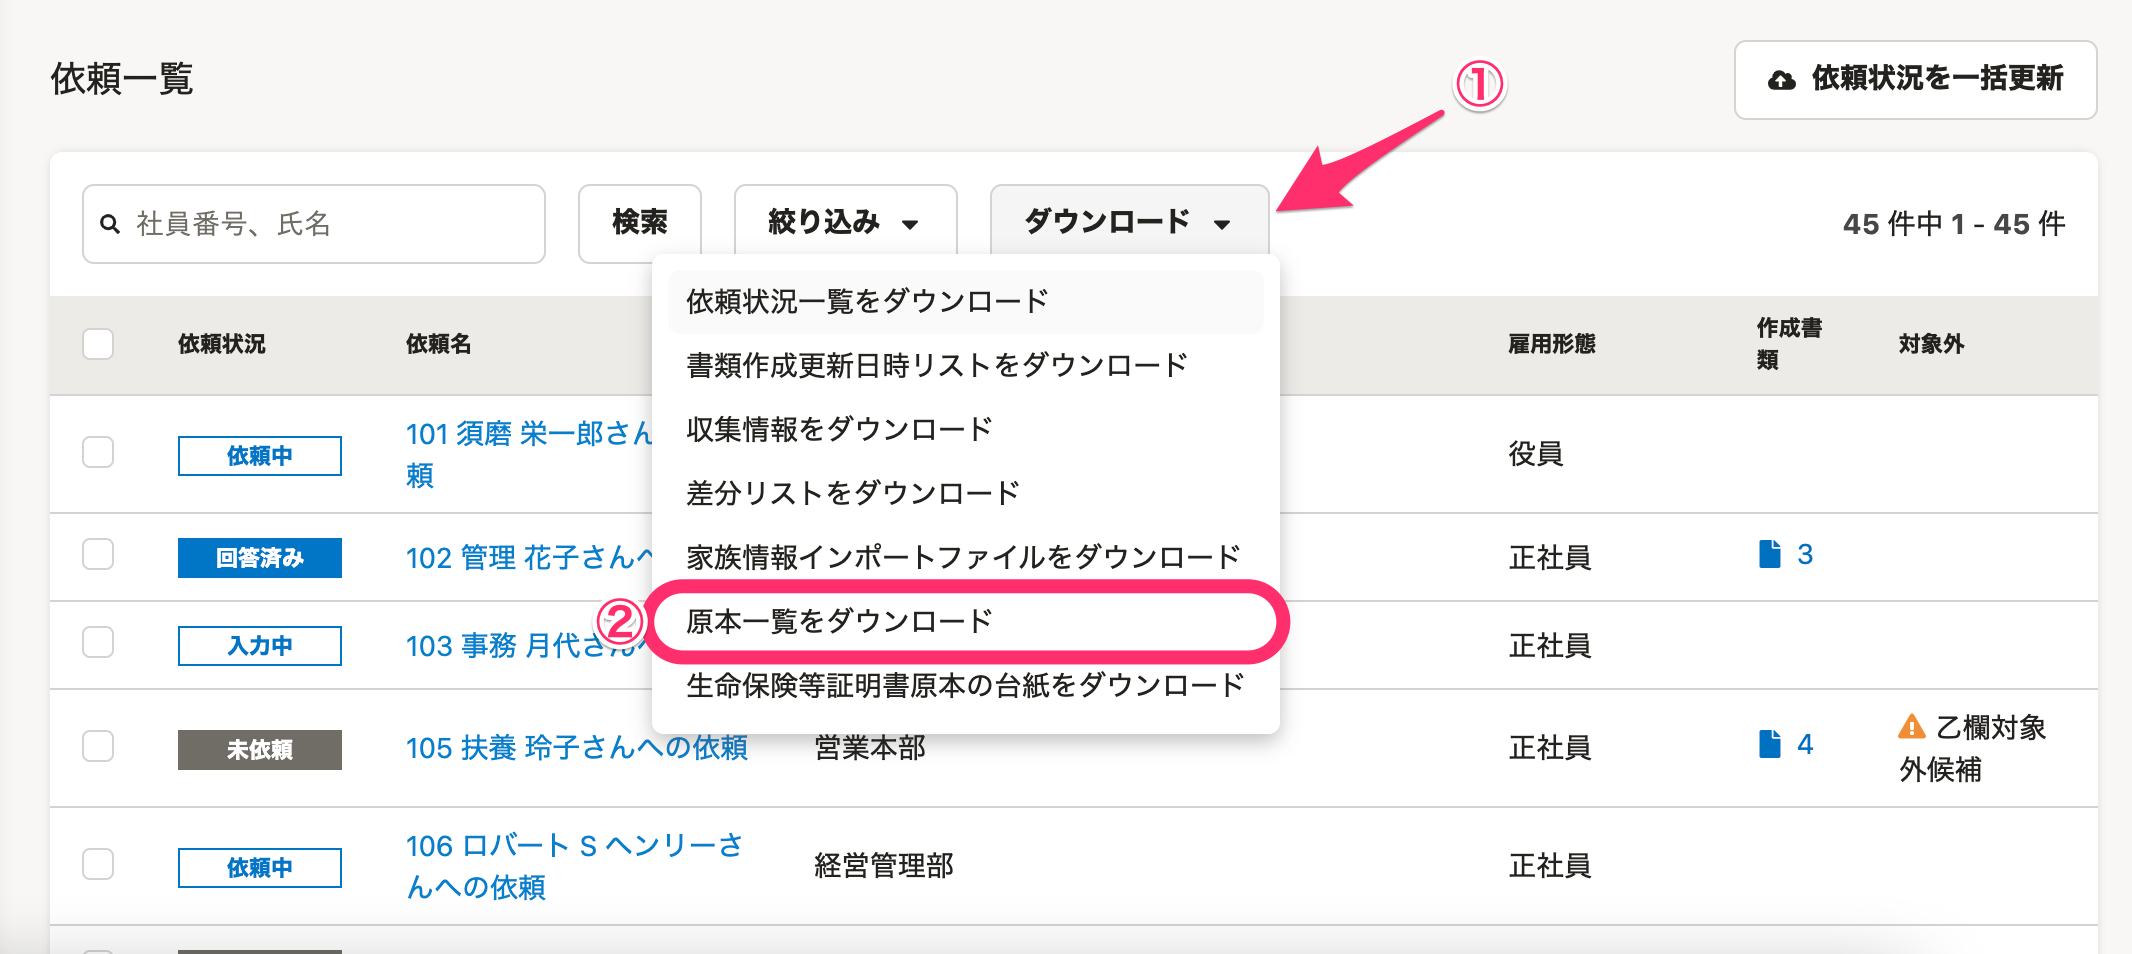 依頼一覧
①
依頼状況を一括更新
社員番号、氏名
検索
絞り込み
ダウンロード
45 件中 1 - 45 件
依頼状況一覧をダウンロード
書類作成更新日時リストをダウンロード
収集情報をダウンロード
差分リストをダウンロード
家族情報インポートファイルをダウンロード
②
原本一覧をダウンロード
生命保険等証明書原本の台紙をダウンロード
依頼状況
依頼名
雇用形態
作成書
類
対象外
依頼中
101 須磨 栄一郎さん
頼
役員
回答済み
102 管理 花子さんへ
正社員
3
入力中
103 事務 月代さんへ
正社員
未依頼
105 扶養 玲子さんへの依頼
営業本部
正社員
4
乙欄対象
外候補
依頼中
106 ロバート S ヘンリーさ
んへの依頼
経営管理部
正社員